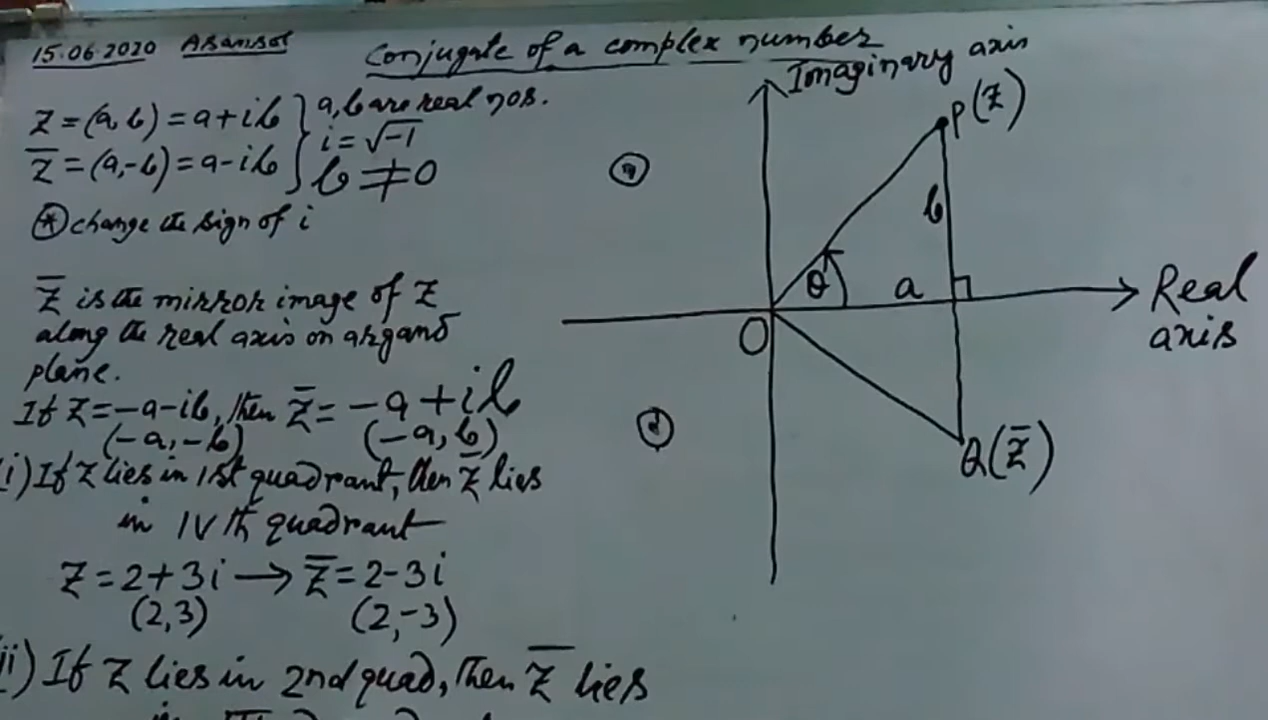 15.06.2020 Asansol
Conjugate of a complex number
z = (a, b) = a + ib } a, b are real nos.
z̅ = (a, -b) = a - ib } i = √-1
b ≠ 0
* change the sign of i
z̅ is the mirror image of z
along the real axis on argand
plane.
If z = -a - ib, then z̅ = -a + ib
(-a, -b) (-a, b)
(i) If z lies in 1st quadrant, then z̅ lies
in IVth quadrant
z = 2 + 3i → z̅ = 2 - 3i
(2, 3) (2, -3)
(ii) If z lies in 2nd quad, then z̅ lies
Imaginary axis
P(z)
b
θ
a
O
Real
axis
Q(z̅)